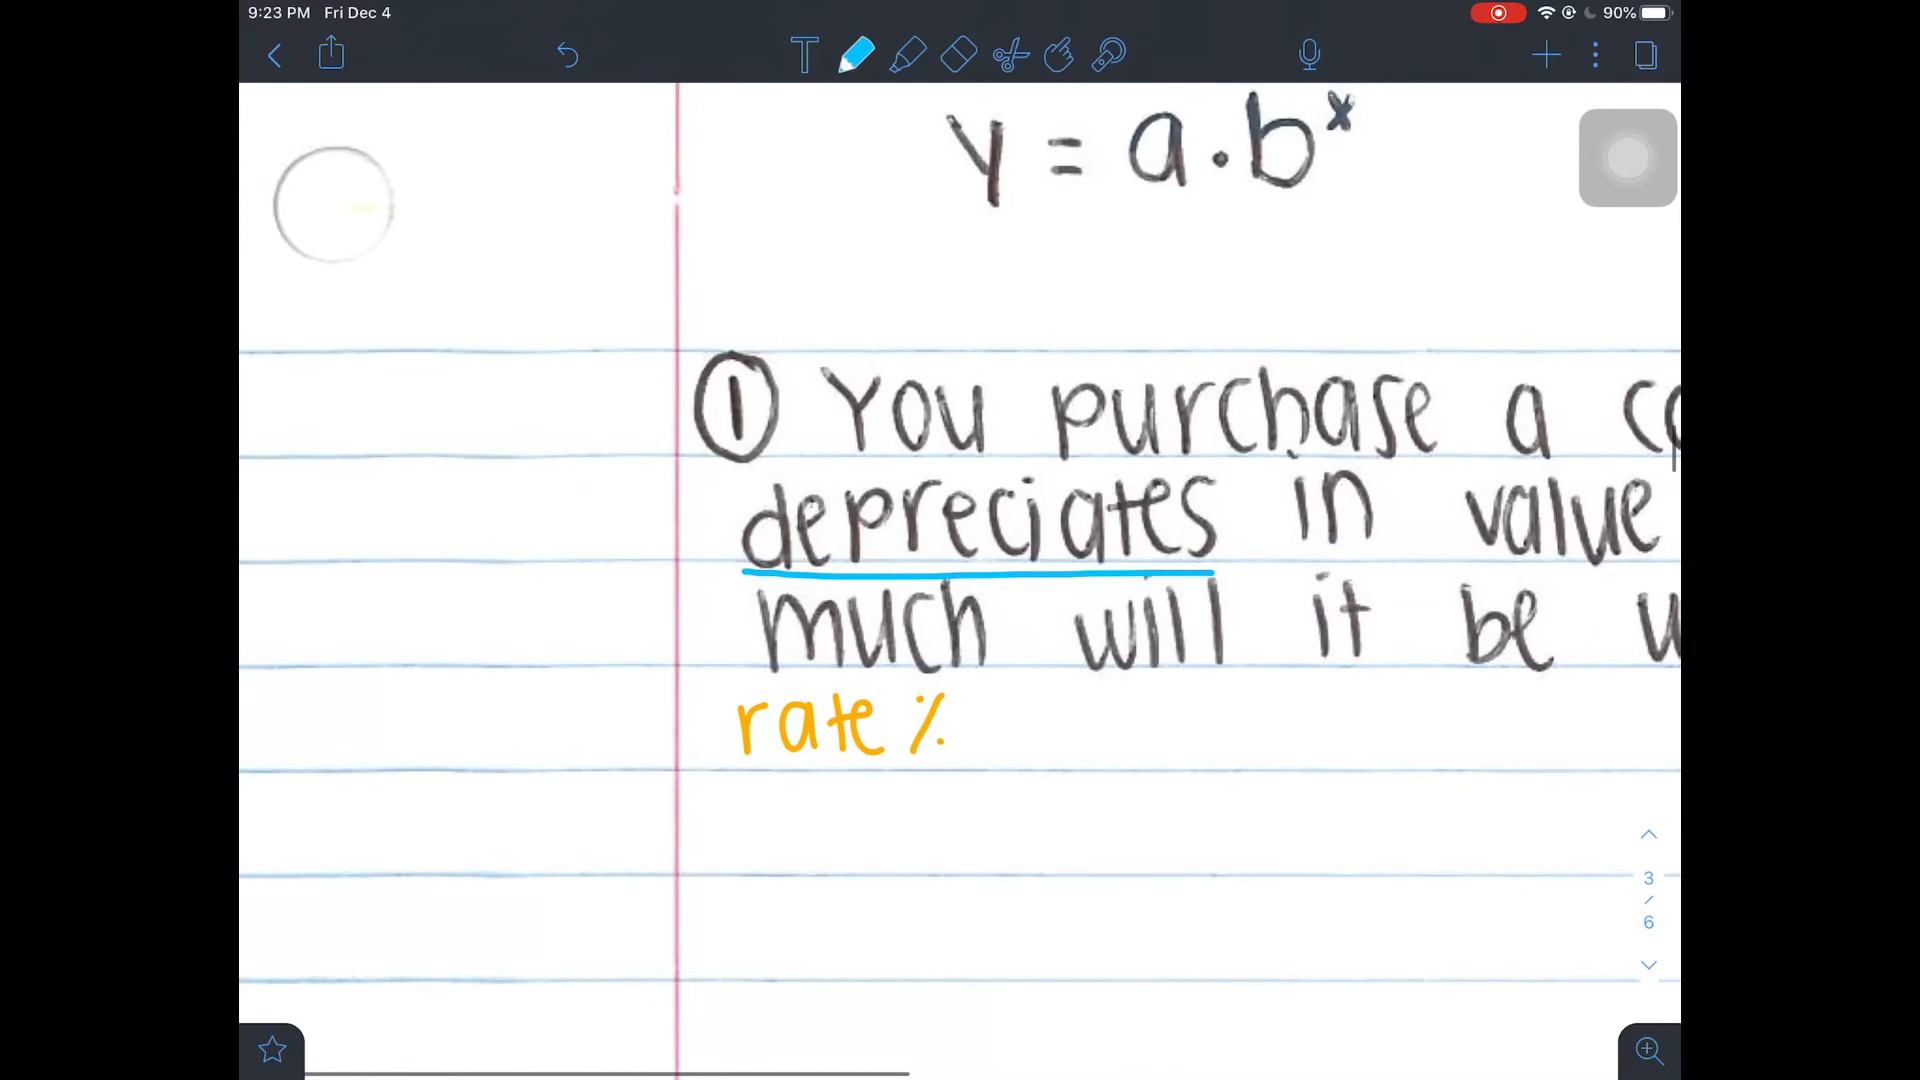 9:23 PM Fri Dec 4
90%
T
y = a · b^x
① You purchase a
depreciates in value
much will it be
rate %
3
/
6